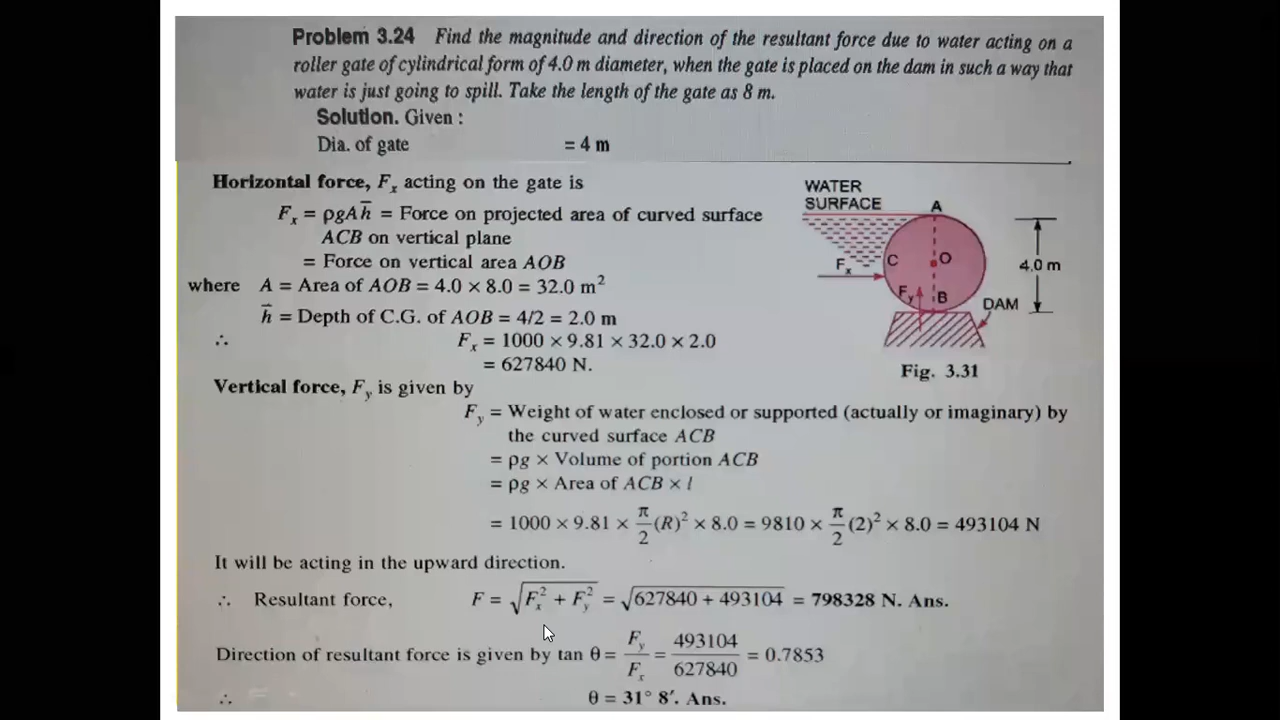 Problem 3.24 Find the magnitude and direction of the resultant force due to water acting on a
roller gate of cylindrical form of 4.0 m diameter, when the gate is placed on the dam in such a way that
water is just going to spill. Take the length of the gate as 8 m.
Solution. Given :
Dia. of gate = 4 m
Horizontal force, Fₓ acting on the gate is
Fₓ = ρgAh̅ = Force on projected area of curved surface
ACB on vertical plane
= Force on vertical area AOB
where A = Area of AOB = 4.0 × 8.0 = 32.0 m²
h̅ = Depth of C.G. of AOB = 4/2 = 2.0 m
∴ Fₓ = 1000 × 9.81 × 32.0 × 2.0
= 627840 N.
WATER
SURFACE
A
Fₓ
C
O
4.0 m
F_y
B
DAM
Fig. 3.31
Vertical force, F_y is given by
F_y = Weight of water enclosed or supported (actually or imaginary) by
the curved surface ACB
= ρg × Volume of portion ACB
= ρg × Area of ACB × l
= 1000 × 9.81 × π/2 (R)² × 8.0 = 9810 × π/2 (2)² × 8.0 = 493104 N
It will be acting in the upward direction.
∴ Resultant force, F = √(Fₓ² + F_y²) = √(627840 + 493104) = 798328 N. Ans.
Direction of resultant force is given by tan θ = F_y/Fₓ = 493104/627840 = 0.7853
∴ θ = 31° 8′. Ans.